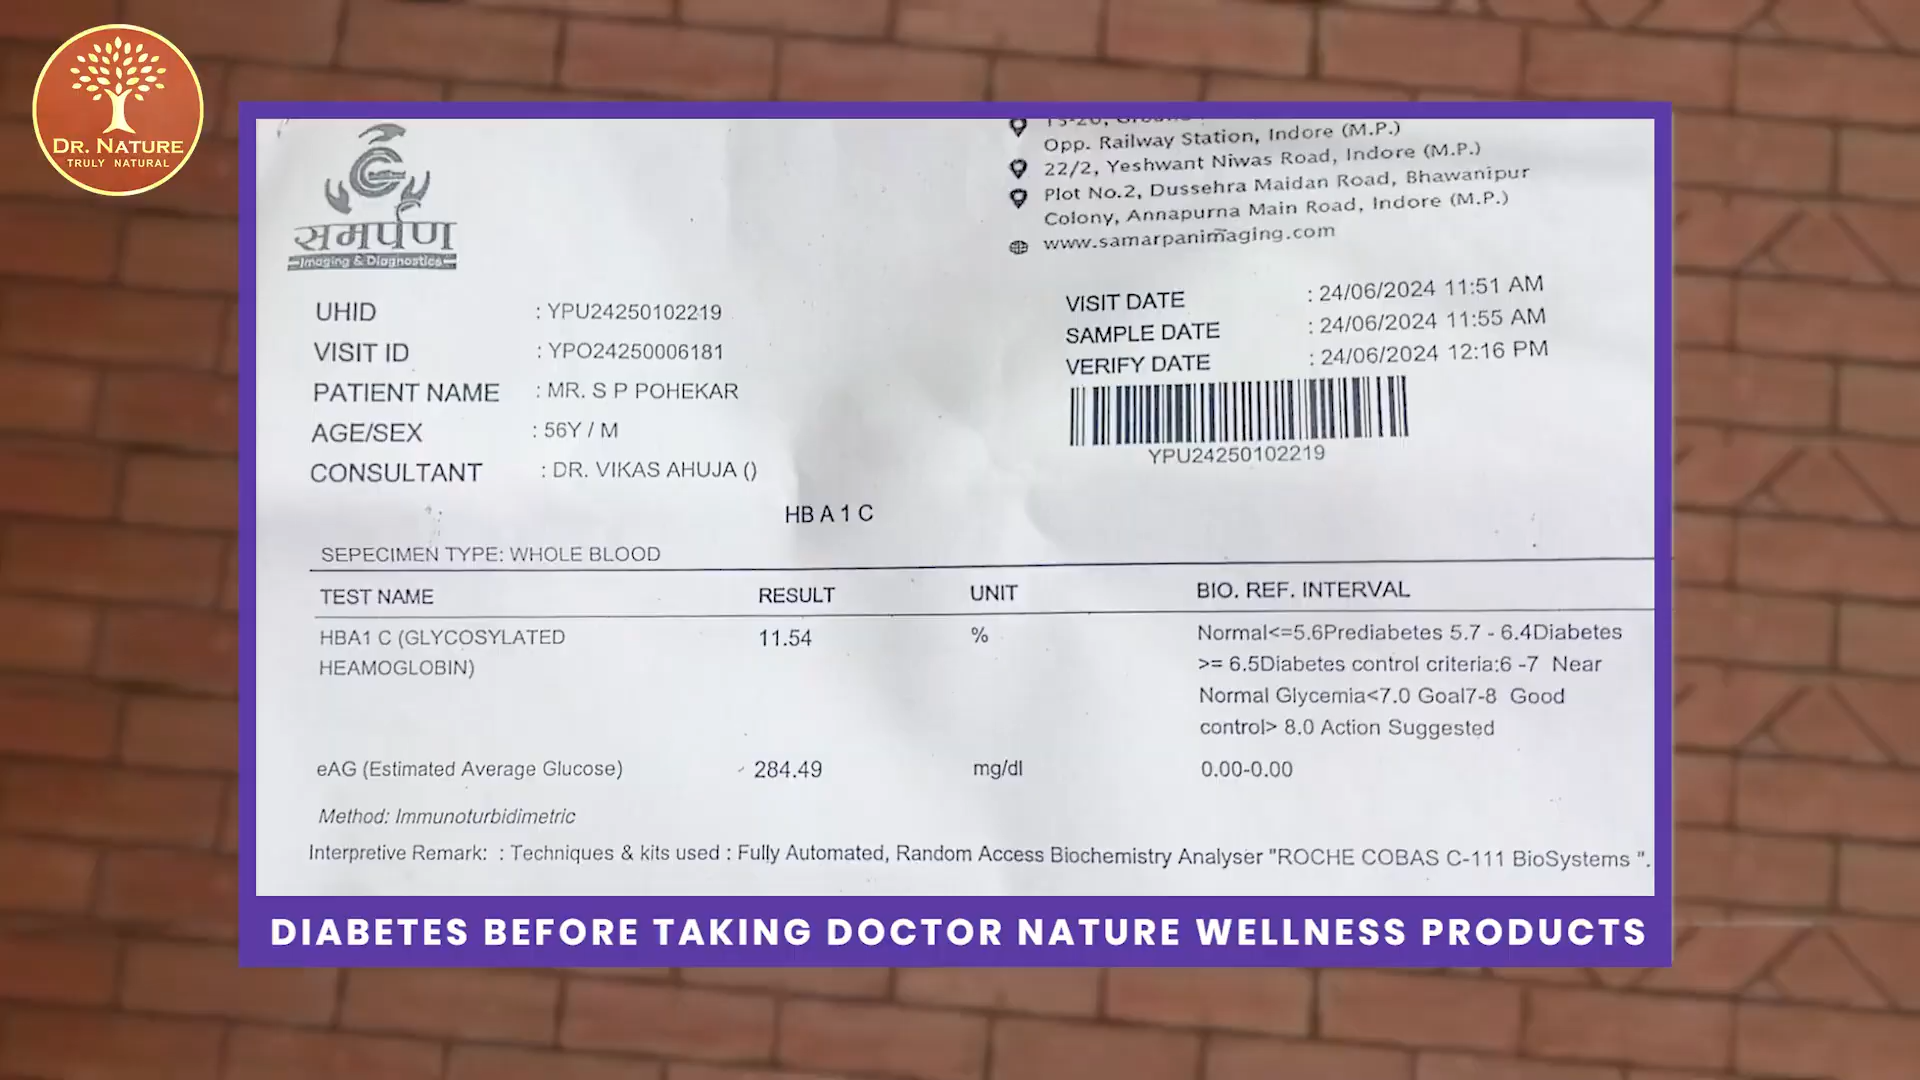 DR. NATURE
TRULY NATURAL
समर्पण
Imaging & Diagnostics
Opp. Railway Station, Indore (M.P.)
22/2, Yeshwant Niwas Road, Indore (M.P.)
Plot No.2, Dussehra Maidan Road, Bhawanipur
Colony, Annapurna Main Road, Indore (M.P.)
www.samarpanimaging.com
UHID : YPU24250102219
VISIT ID : YPO24250006181
PATIENT NAME : MR. S P POHEKAR
AGE/SEX : 56Y / M
CONSULTANT : DR. VIKAS AHUJA ()
VISIT DATE : 24/06/2024 11:51 AM
SAMPLE DATE : 24/06/2024 11:55 AM
VERIFY DATE : 24/06/2024 12:16 PM
YPU24250102219
HB A 1 C
SEPECIMEN TYPE: WHOLE BLOOD
TEST NAME RESULT UNIT BIO. REF. INTERVAL
HBA1 C (GLYCOSYLATED 11.54 % Normal<=5.6Prediabetes 5.7 - 6.4Diabetes
HEAMOGLOBIN) >= 6.5Diabetes control criteria:6 -7 Near
Normal Glycemia<7.0 Goal7-8 Good
control> 8.0 Action Suggested
eAG (Estimated Average Glucose) 284.49 mg/dl 0.00-0.00
Method: Immunoturbidimetric
Interpretive Remark: : Techniques & kits used : Fully Automated, Random Access Biochemistry Analyser "ROCHE COBAS C-111 BioSystems ".
DIABETES BEFORE TAKING DOCTOR NATURE WELLNESS PRODUCTS